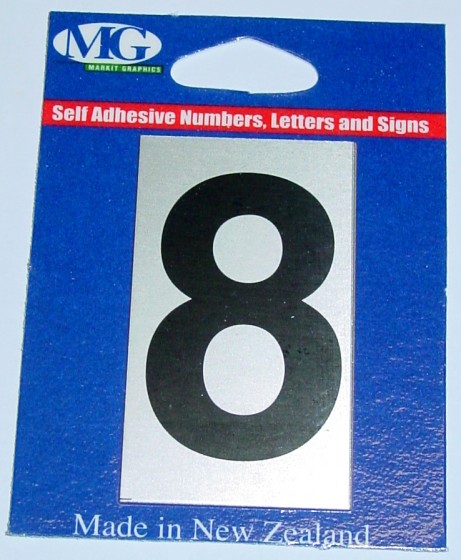 MG
MARKIT GRAPHICS
Self Adhesive Numbers, Letters and Signs
8
Made in New Zealand